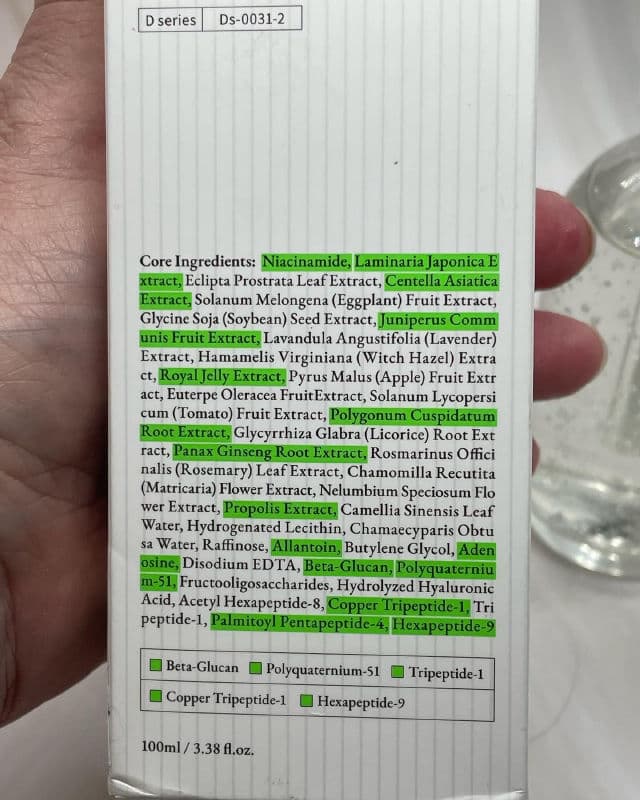 D series Ds-0031-2
Core Ingredients: Niacinamide, Laminaria Japonica E
xtract, Eclipta Prostrata Leaf Extract, Centella Asiatica
Extract, Solanum Melongena (Eggplant) Fruit Extract,
Glycine Soja (Soybean) Seed Extract, Juniperus Comm
unis Fruit Extract, Lavandula Angustifolia (Lavender)
Extract, Hamamelis Virginiana (Witch Hazel) Extra
ct, Royal Jelly Extract, Pyrus Malus (Apple) Fruit Extr
act, Euterpe Oleracea FruitExtract, Solanum Lycopersi
cum (Tomato) Fruit Extract, Polygonum Cuspidatum
Root Extract, Glycyrrhiza Glabra (Licorice) Root Ext
ract, Panax Ginseng Root Extract, Rosmarinus Offici
nalis (Rosemary) Leaf Extract, Chamomilla Recutita
(Matricaria) Flower Extract, Nelumbium Speciosum Flo
wer Extract, Propolis Extract, Camellia Sinensis Leaf
Water, Hydrogenated Lecithin, Chamaecyparis Obtu
sa Water, Raffinose, Allantoin, Butylene Glycol, Aden
osine, Disodium EDTA, Beta-Glucan, Polyquaterniu
m-51, Fructooligosaccharides, Hydrolyzed Hyaluronic
Acid, Acetyl Hexapeptide-8, Copper Tripeptide-1, Tri
peptide-1, Palmitoyl Pentapeptide-4, Hexapeptide-9
Beta-Glucan Polyquaternium-51 Tripeptide-1
Copper Tripeptide-1 Hexapeptide-9
100ml / 3.38 fl.oz.